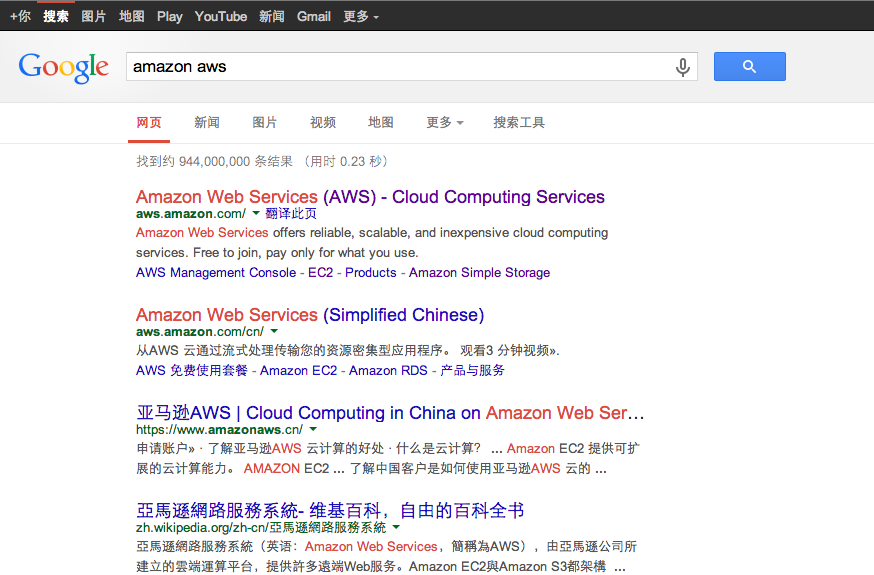 +你 搜索 图片 地图 Play YouTube 新闻 Gmail 更多
Google
amazon aws
网页 新闻 图片 视频 地图 更多 搜索工具
找到约 944,000,000 条结果 （用时 0.23 秒）
Amazon Web Services (AWS) - Cloud Computing Services
aws.amazon.com/ 翻译此页
Amazon Web Services offers reliable, scalable, and inexpensive cloud computing
services. Free to join, pay only for what you use.
AWS Management Console - EC2 - Products - Amazon Simple Storage
Amazon Web Services (Simplified Chinese)
aws.amazon.com/cn/
从AWS 云通过流式处理传输您的资源密集型应用程序。 观看3 分钟视频».
AWS 免费使用套餐 - Amazon EC2 - Amazon RDS - 产品与服务
亚马逊AWS | Cloud Computing in China on Amazon Web Ser...
https://www.amazonaws.cn/
申请账户» · 了解亚马逊AWS 云计算的好处 · 什么是云计算？ ... Amazon EC2 提供可扩
展的云计算能力。 AMAZON EC2 ... 了解中国客户是如何使用亚马逊AWS 云的 ...
亞馬遜網路服務系統- 维基百科，自由的百科全书
zh.wikipedia.org/zh-cn/亞馬遜網路服務系統
亞馬遜網路服務系統（英语：Amazon Web Services，簡稱為AWS），由亞馬遜公司所
建立的雲端運算平台，提供許多遠端Web服务。Amazon EC2與Amazon S3都架構 ...